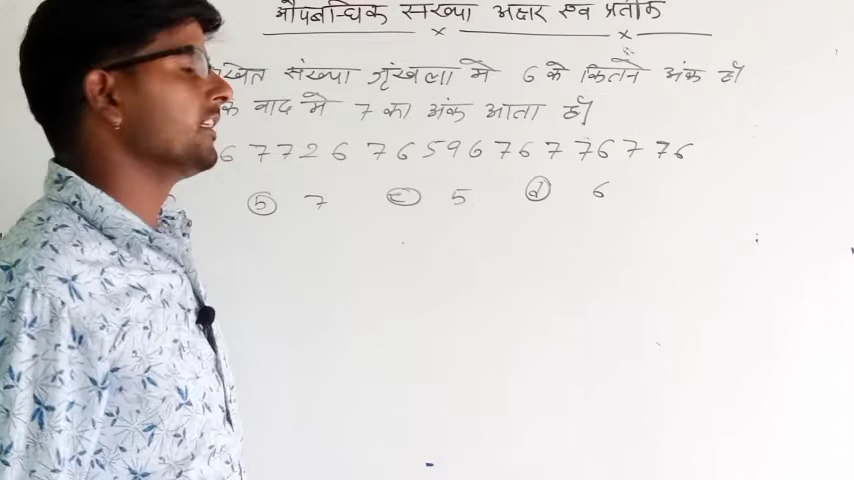 औपबन्धिक संख्या अक्षर एवं प्रतीक
संख्या शृंखला में 6 के कितने अंक हैं
के बाद में 7 का अंक आता हैं
6 7 7 2 6 7 6 5 9 6 7 6 7 7 6 7 7 6
b 7 c 5 d 6